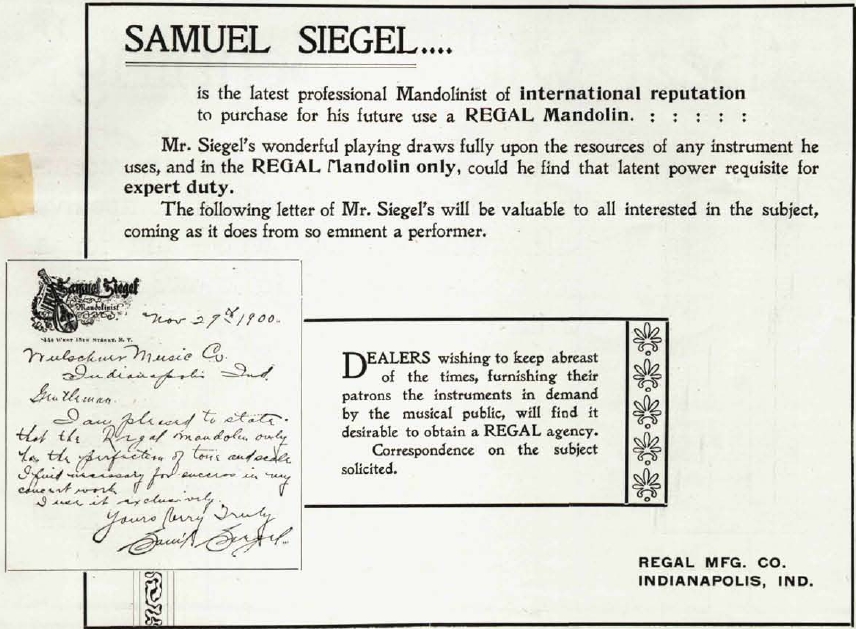 SAMUEL SIEGEL....
is the latest professional Mandolinist of international reputation
to purchase for his future use a REGAL Mandolin. : : : : :
Mr. Siegel's wonderful playing draws fully upon the resources of any instrument he
uses, and in the REGAL Mandolin only, could he find that latent power requisite for
expert duty.
The following letter of Mr. Siegel's will be valuable to all interested in the subject,
coming as it does from so eminent a performer.
Samuel Siegel
Mandolinist
WEST 15TH STREET, N. Y.
Nov 29th 1900.
Wulschner Music Co.
Indianapolis Ind.
Gentleman.
I am pleased to state
that the Regal mandolin only
has the perfection of tone and scale
I find necessary for success in my
concert work
I use it exclusively.
Yours Very Truly
Sam'l Siegel.
DEALERS wishing to keep abreast
of the times, furnishing their
patrons the instruments in demand
by the musical public, will find it
desirable to obtain a REGAL agency.
Correspondence on the subject
solicited.
REGAL MFG. CO.
INDIANAPOLIS, IND.